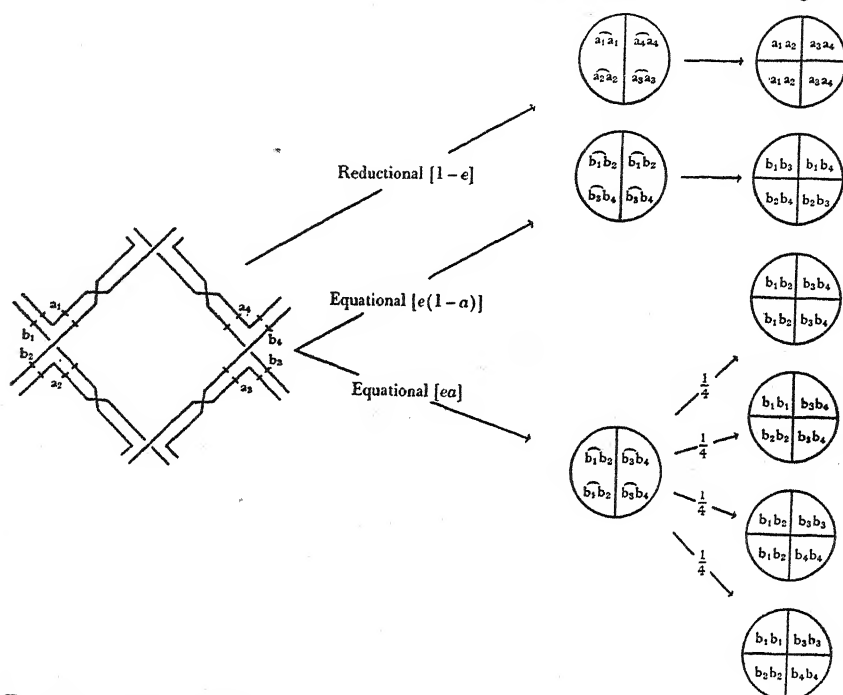 a₁a₁ a₄a₄
a₂a₂ a₃a₃
a₁a₂ a₃a₄
a₁a₂ a₃a₄
Reductional [1−e]
b₁b₂ b₁b₂
b₃b₄ b₃b₄
b₁b₃ b₁b₄
b₂b₄ b₂b₃
a₁
b₁
b₂
a₂
a₄
b₄
b₃
a₃
Equational [e(1−a)]
Equational [ea]
b₁b₂ b₃b₄
b₁b₂ b₃b₄
1/4
b₁b₂ b₃b₄
b₁b₂ b₃b₄
1/4
b₁b₁ b₃b₄
b₂b₂ b₃b₄
1/4
b₁b₂ b₃b₃
b₁b₂ b₄b₄
1/4
b₁b₁ b₃b₃
b₂b₂ b₄b₄